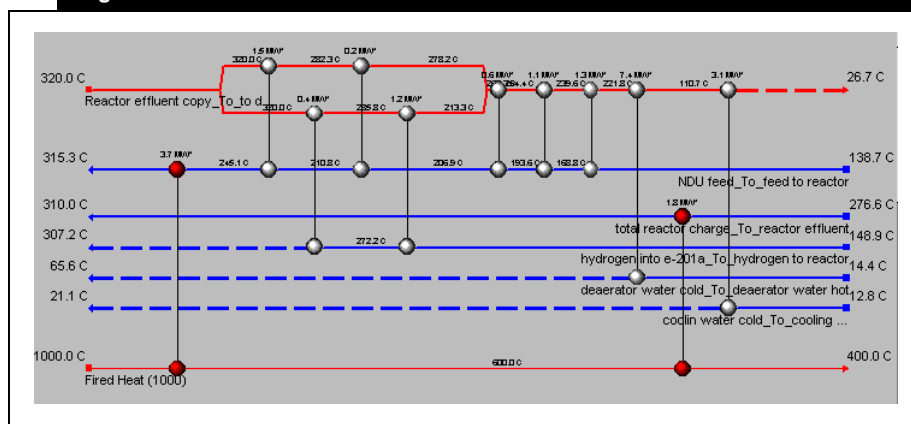 1.5 MW 0.2 MW
320.0 C 320.0 282.3 278.2 0.6 MW 1.1 MW 1.3 MW 7.4 MW 3.1 MW 26.7 C
239.6 221.8 110.7
Reactor effluent copy_To_to d...
0.4 MW 1.2 MW
320.0 285.8 213.3
315.3 C 3.7 MW 245.1 210.8 206.9 193.6 168.8 138.7 C
NDU feed_To_feed to reactor
310.0 C 1.8 MW 276.6 C
total reactor charge_To_reactor effluent
307.2 C 272.2 148.9 C
hydrogen into e-201a_To_hydrogen to reactor
65.6 C 14.4 C
deaerator water cold_To_deaerator water hot
21.1 C 12.8 C
coolin water cold_To_cooling ...
1000.0 C 600.0 400.0 C
Fired Heat (1000)